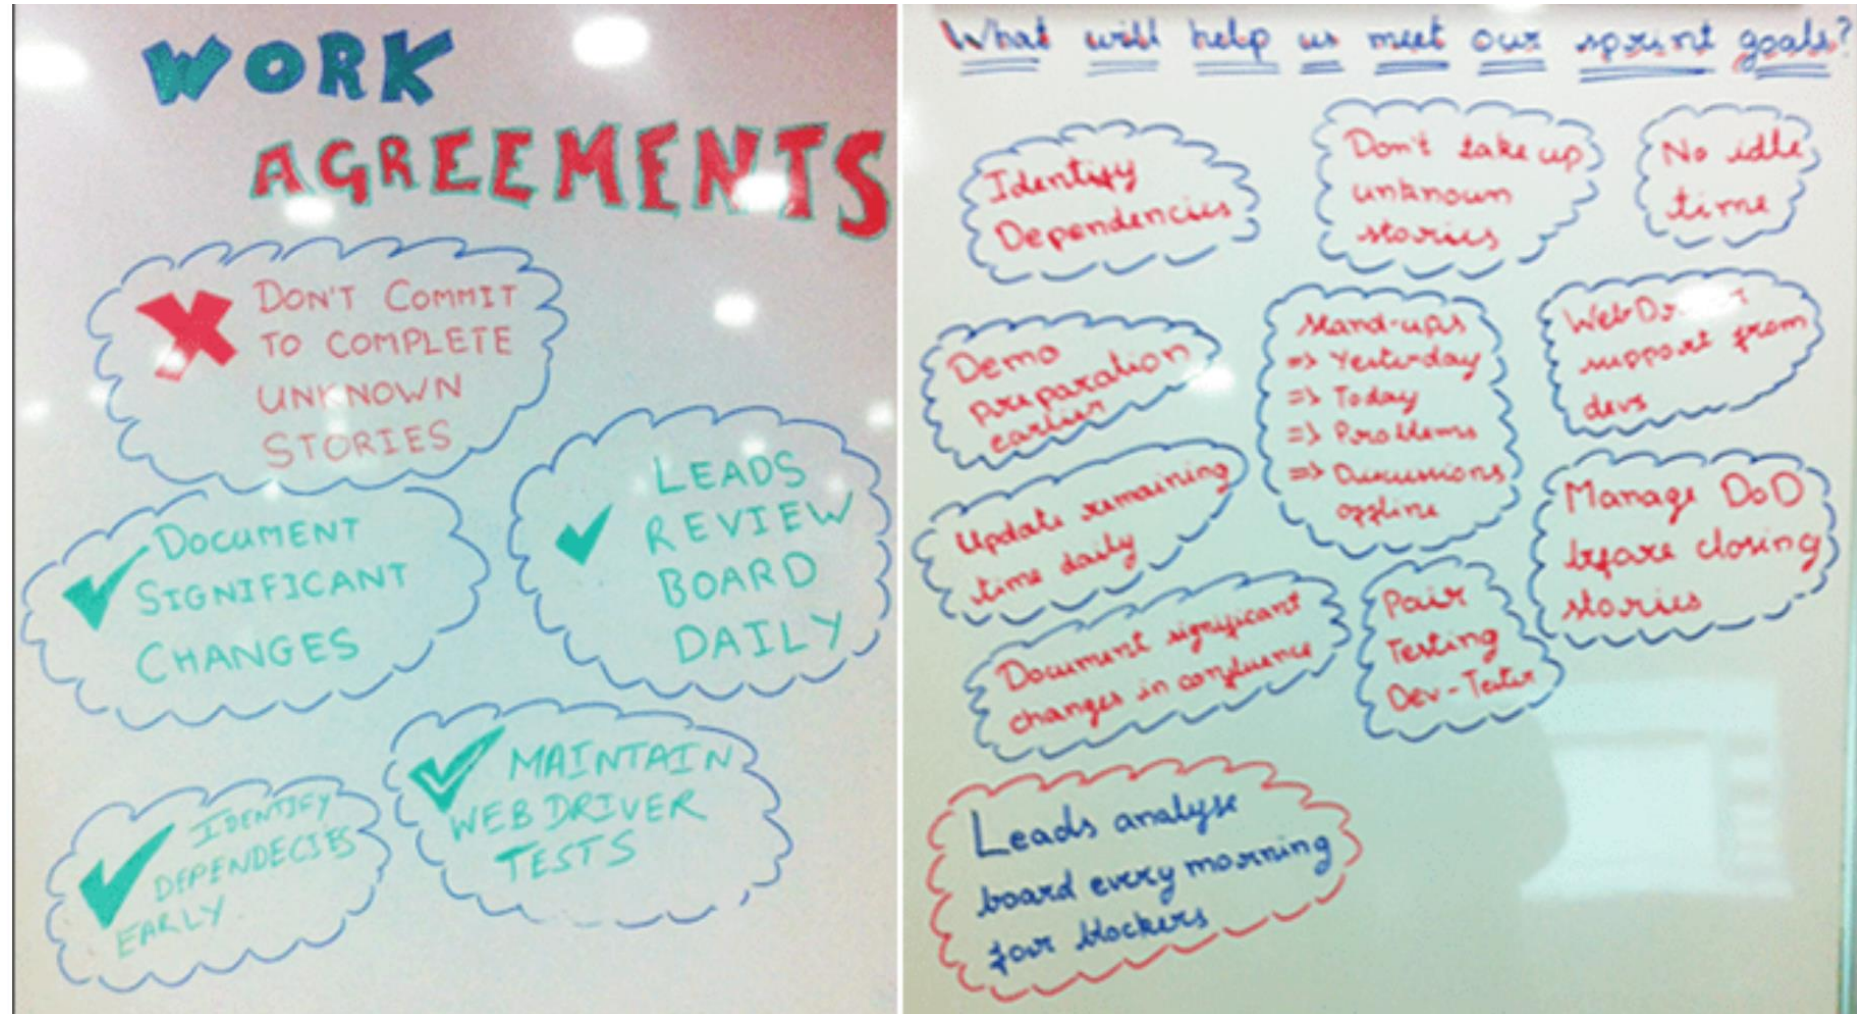 WORK
AGREEMENTS
DON'T COMMIT
TO COMPLETE
UNKNOWN
STORIES
DOCUMENT
SIGNIFICANT
CHANGES
LEADS
REVIEW
BOARD
DAILY
IDENTIFY
DEPENDECIES
EARLY
MAINTAIN
WEBDRIVER
TESTS
What will help us meet our sprint goals?
Identify
Dependencies
Don't take up
unknown
stories
No idle
time
Demo
preparation
earlier
Stand-ups
=> Yesterday
=> Today
=> Problems
=> Discussions
offline
support from
devs
Update remaining
time daily
Manage DoD
before closing
stories
Document significant
changes in confluence
Pair
Testing
Dev-Tester
Leads analyse
board every morning
for blockers